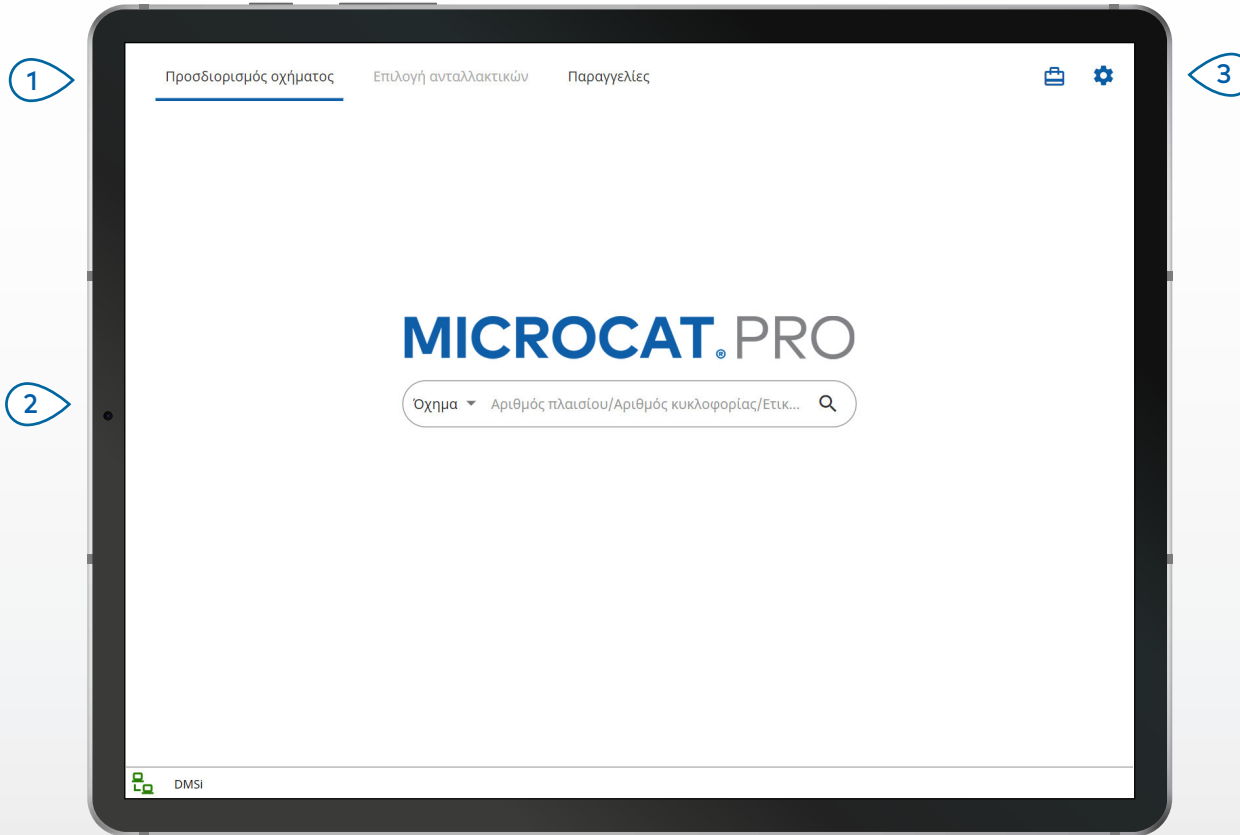 1
Προσδιορισμός οχήματος Επιλογή ανταλλακτικών Παραγγελίες
3
MICROCAT® PRO
2
Όχημα Αριθμός πλαισίου/Αριθμός κυκλοφορίας/Ετικ...
DMSi